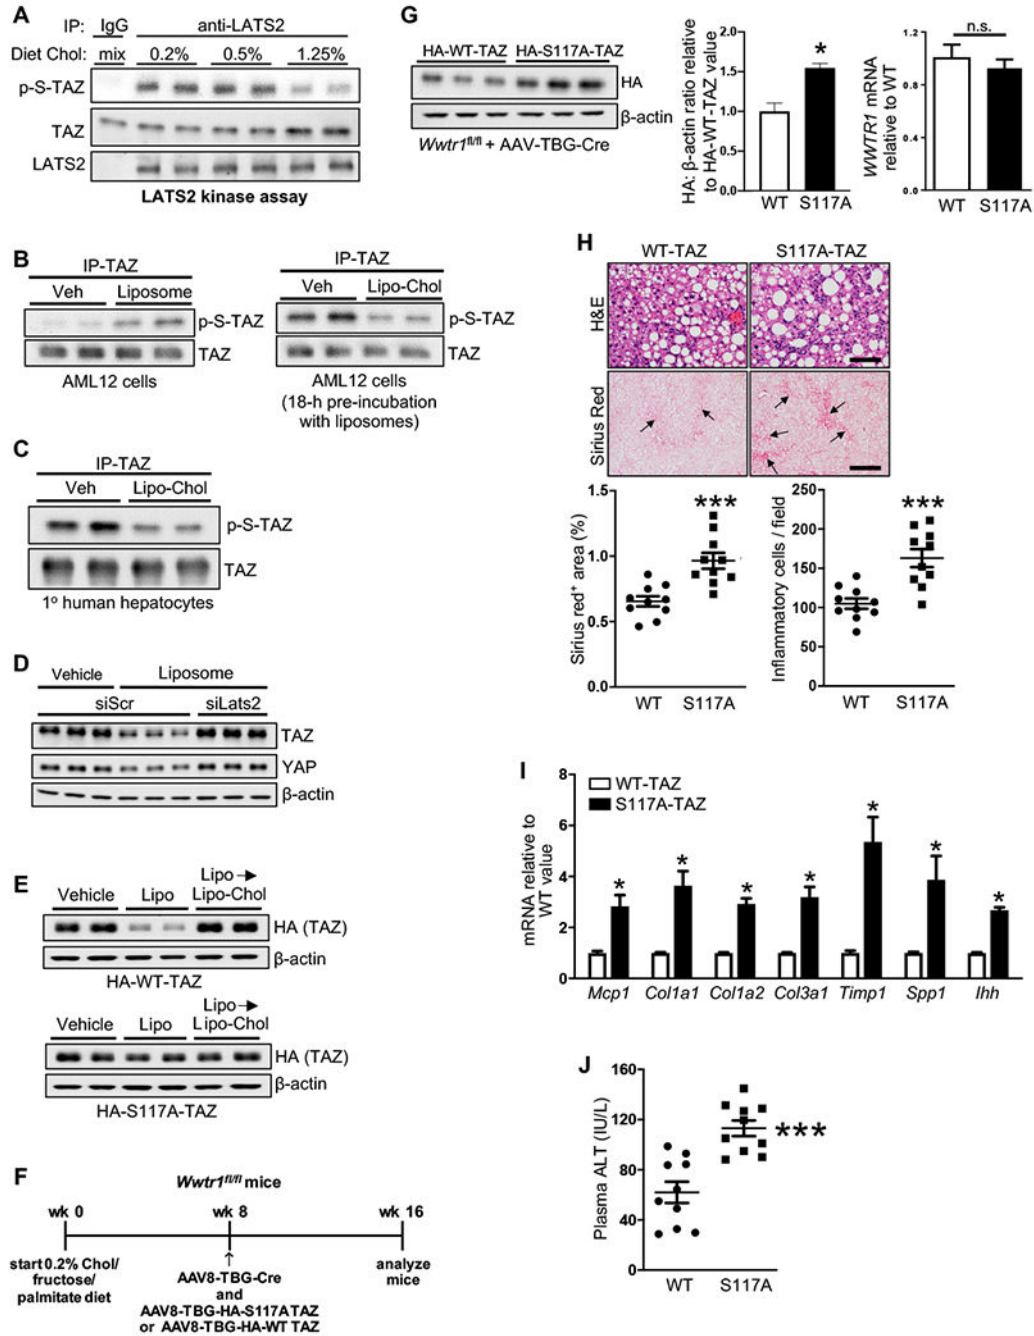 A
IP: IgG anti-LATS2
Diet Chol: mix 0.2% 0.5% 1.25%
p-S-TAZ
TAZ
LATS2
LATS2 kinase assay
B
IP-TAZ
Veh Liposome
p-S-TAZ
TAZ
AML12 cells
IP-TAZ
Veh Lipo-Chol
p-S-TAZ
TAZ
AML12 cells
(18-h pre-incubation
with liposomes)
C
IP-TAZ
Veh Lipo-Chol
p-S-TAZ
TAZ
1º human hepatocytes
D
Vehicle Liposome
siScr siLats2
TAZ
YAP
β-actin
E
Lipo→
Vehicle Lipo Lipo-Chol
HA (TAZ)
β-actin
HA-WT-TAZ
Lipo→
Vehicle Lipo Lipo-Chol
HA (TAZ)
β-actin
HA-S117A-TAZ
F
Wwtr1fl/fl mice
wk 0 wk 8 wk 16
start 0.2% Chol/
fructose/
palmitate diet
↑
AAV8-TBG-Cre
and
AAV8-TBG-HA-S117A TAZ
or AAV8-TBG-HA-WT TAZ
analyze
mice
G
HA-WT-TAZ HA-S117A-TAZ
HA
β-actin
Wwtr1fl/fl + AAV-TBG-Cre
HA: β-actin ratio relative
to HA-WT-TAZ value
2.0
1.5
1.0
0.5
0.0
*
WT S117A
WWTR1 mRNA
relative to WT
1.2
0.8
0.4
0.0
n.s.
WT S117A
H
WT-TAZ S117A-TAZ
H&E
Sirius Red
Sirius red+ area (%)
1.5
1.0
0.5
0.0
***
WT S117A
Inflammatory cells / field
250
200
150
100
50
0
***
WT S117A
I
mRNA relative to
WT value
8
6
4
2
0
WT-TAZ
S117A-TAZ
* * * * * * *
Mcp1 Col1a1 Col1a2 Col3a1 Timp1 Spp1 Ihh
J
Plasma ALT (IU/L)
160
120
80
40
0
***
WT S117A